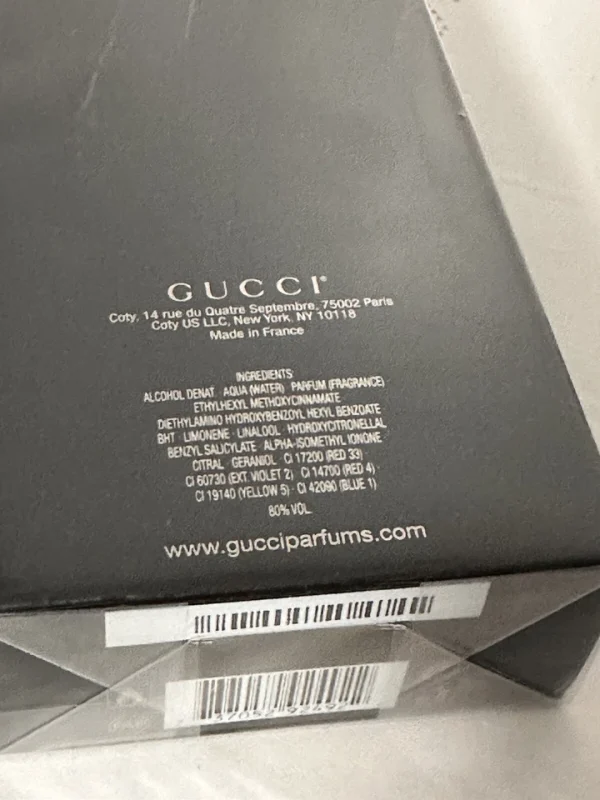 GUCCI®
Coty, 14 rue du Quatre Septembre, 75002 Paris
Coty US LLC, New York, NY 10118
Made in France
INGREDIENTS
ALCOHOL DENAT. AQUA (WATER) · PARFUM (FRAGRANCE)
ETHYLHEXYL METHOXYCINNAMATE
DIETHYLAMINO HYDROXYBENZOYL HEXYL BENZOATE
BHT · LIMONENE · LINALOOL · HYDROXYCITRONELLAL
BENZYL SALICYLATE · ALPHA-ISOMETHYL IONONE
CITRAL · GERANIOL · CI 17200 (RED 33)
CI 60730 (EXT. VIOLET 2) · CI 14700 (RED 4) ·
CI 19140 (YELLOW 5) · CI 42090 (BLUE 1)
80% VOL.
www.gucciparfums.com